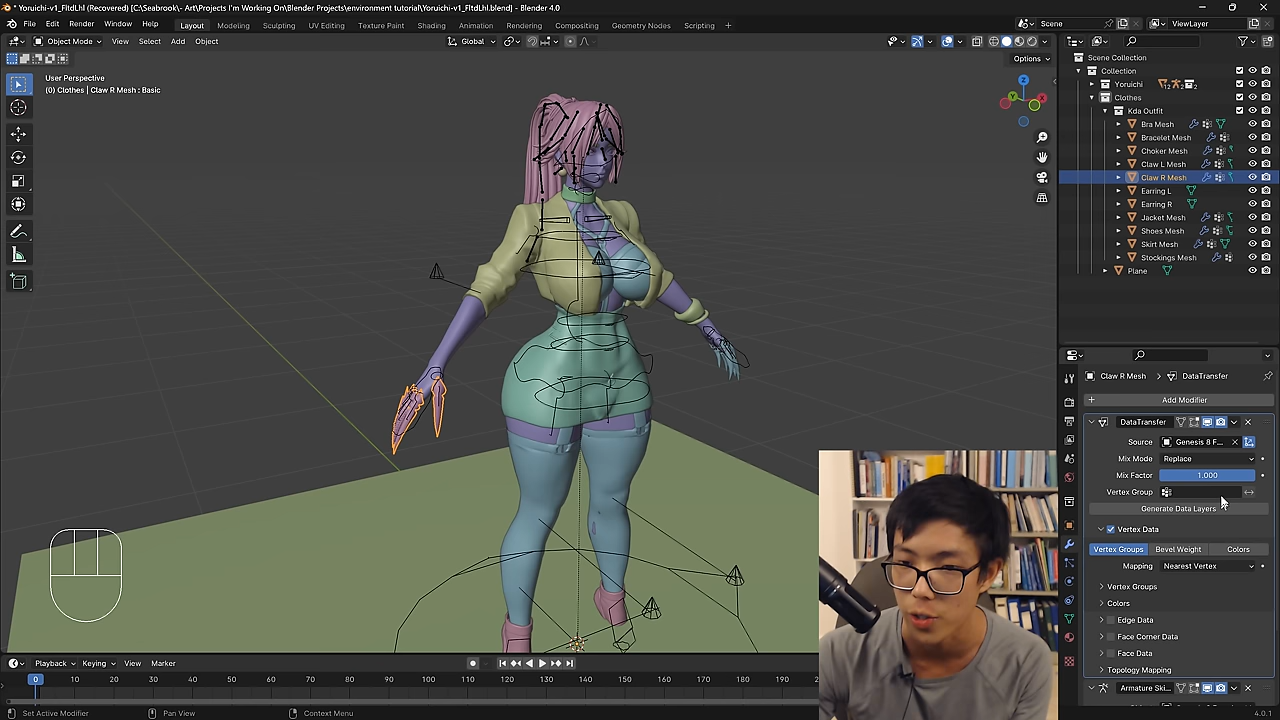 * Yoruichi-v1_FltdLhl (Recovered) [C:\Seabrook\- Art\Projects I'm Working On\Blender Projects\environment tutorial\Yoruichi-v1_FltdLhl.blend] - Blender 4.0
File Edit Render Window Help Layout Modeling Sculpting UV Editing Texture Paint Shading Animation Rendering Compositing Geometry Nodes Scripting + Scene ViewLayer
Object Mode View Select Add Object Global
Options
User Perspective
(0) Clothes | Claw R Mesh : Basic
Z
Y
X
Scene Collection
Collection
Yoruichi
Clothes
Kda Outfit
Bra Mesh
Bracelet Mesh
Choker Mesh
Claw L Mesh
Claw R Mesh
Earring L
Earring R
Jacket Mesh
Shoes Mesh
Skirt Mesh
Stockings Mesh
Plane
Claw R Mesh > DataTransfer
+ Add Modifier
DataTransfer
Source Genesis 8 F...
Mix Mode Replace
Mix Factor 1.000
Vertex Group
Generate Data Layers
Vertex Data
Vertex Groups Bevel Weight Colors
Mapping Nearest Vertex
Vertex Groups
Colors
Edge Data
Face Corner Data
Face Data
Topology Mapping
Armature Ski...
Playback Keying View Marker
0 10 20 30 40 50 60 70 80 90 100 110 120 130 140 150 160 170 180 190
Set Active Modifier Pan View Context Menu 4.0.1